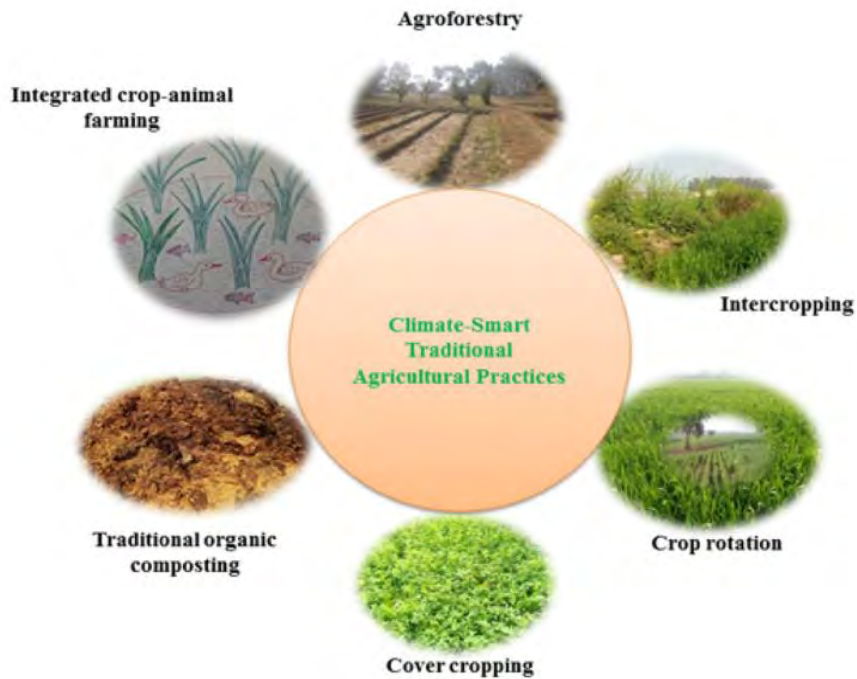 Agroforestry
Integrated crop-animal
farming
Intercropping
Climate-Smart
Traditional
Agricultural Practices
Traditional organic
composting
Crop rotation
Cover cropping